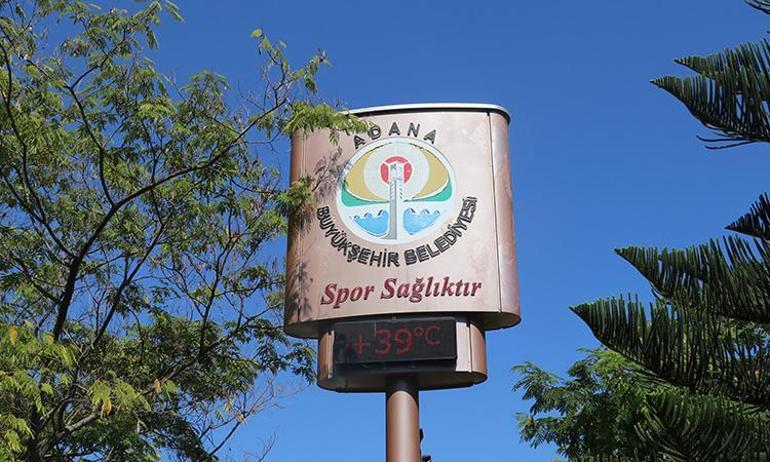 ADANA
BÜYÜKŞEHİR BELEDİYESİ
Spor Sağlıktır
+39°C